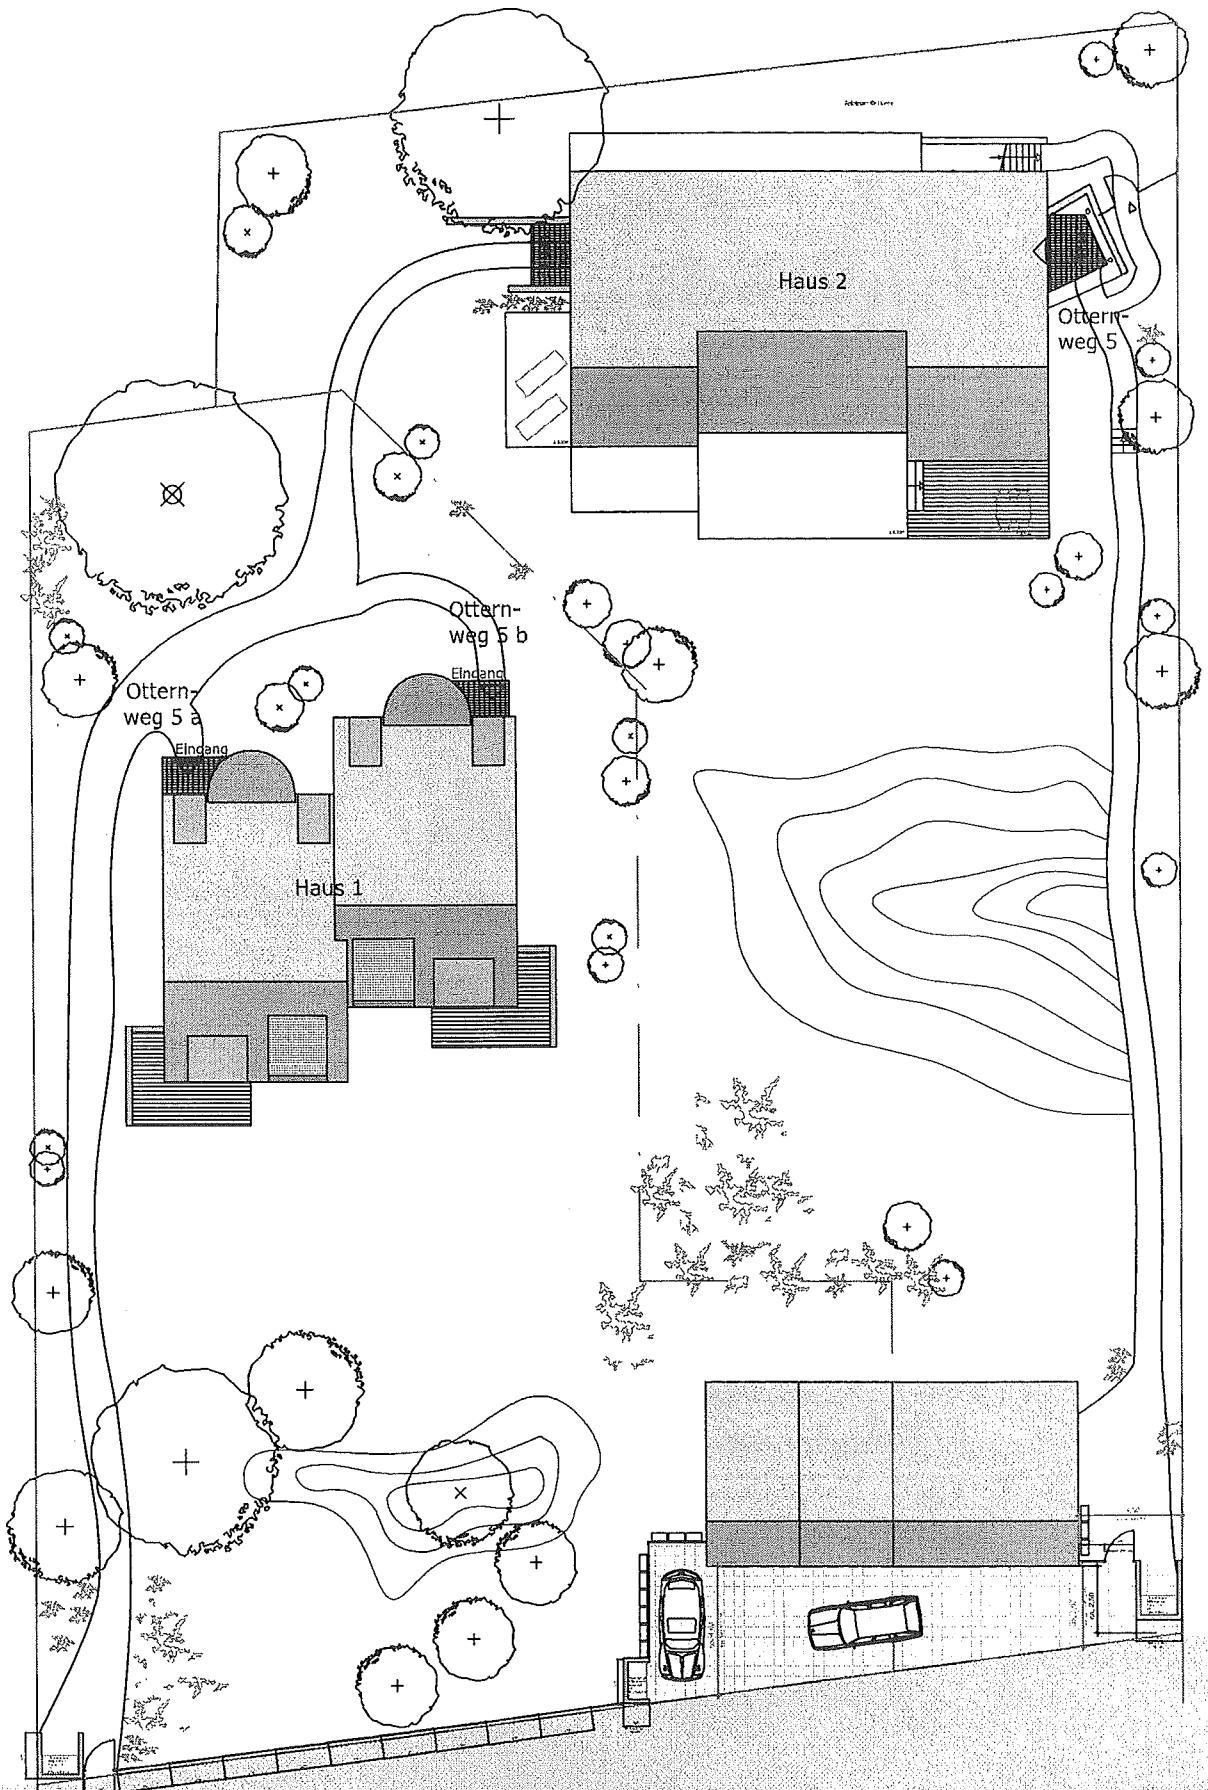 Haus 2
Ottern-
weg 5
Ottern-
weg 5 b
Eingang
Ottern-
weg 5 a
Eingang
Haus 1